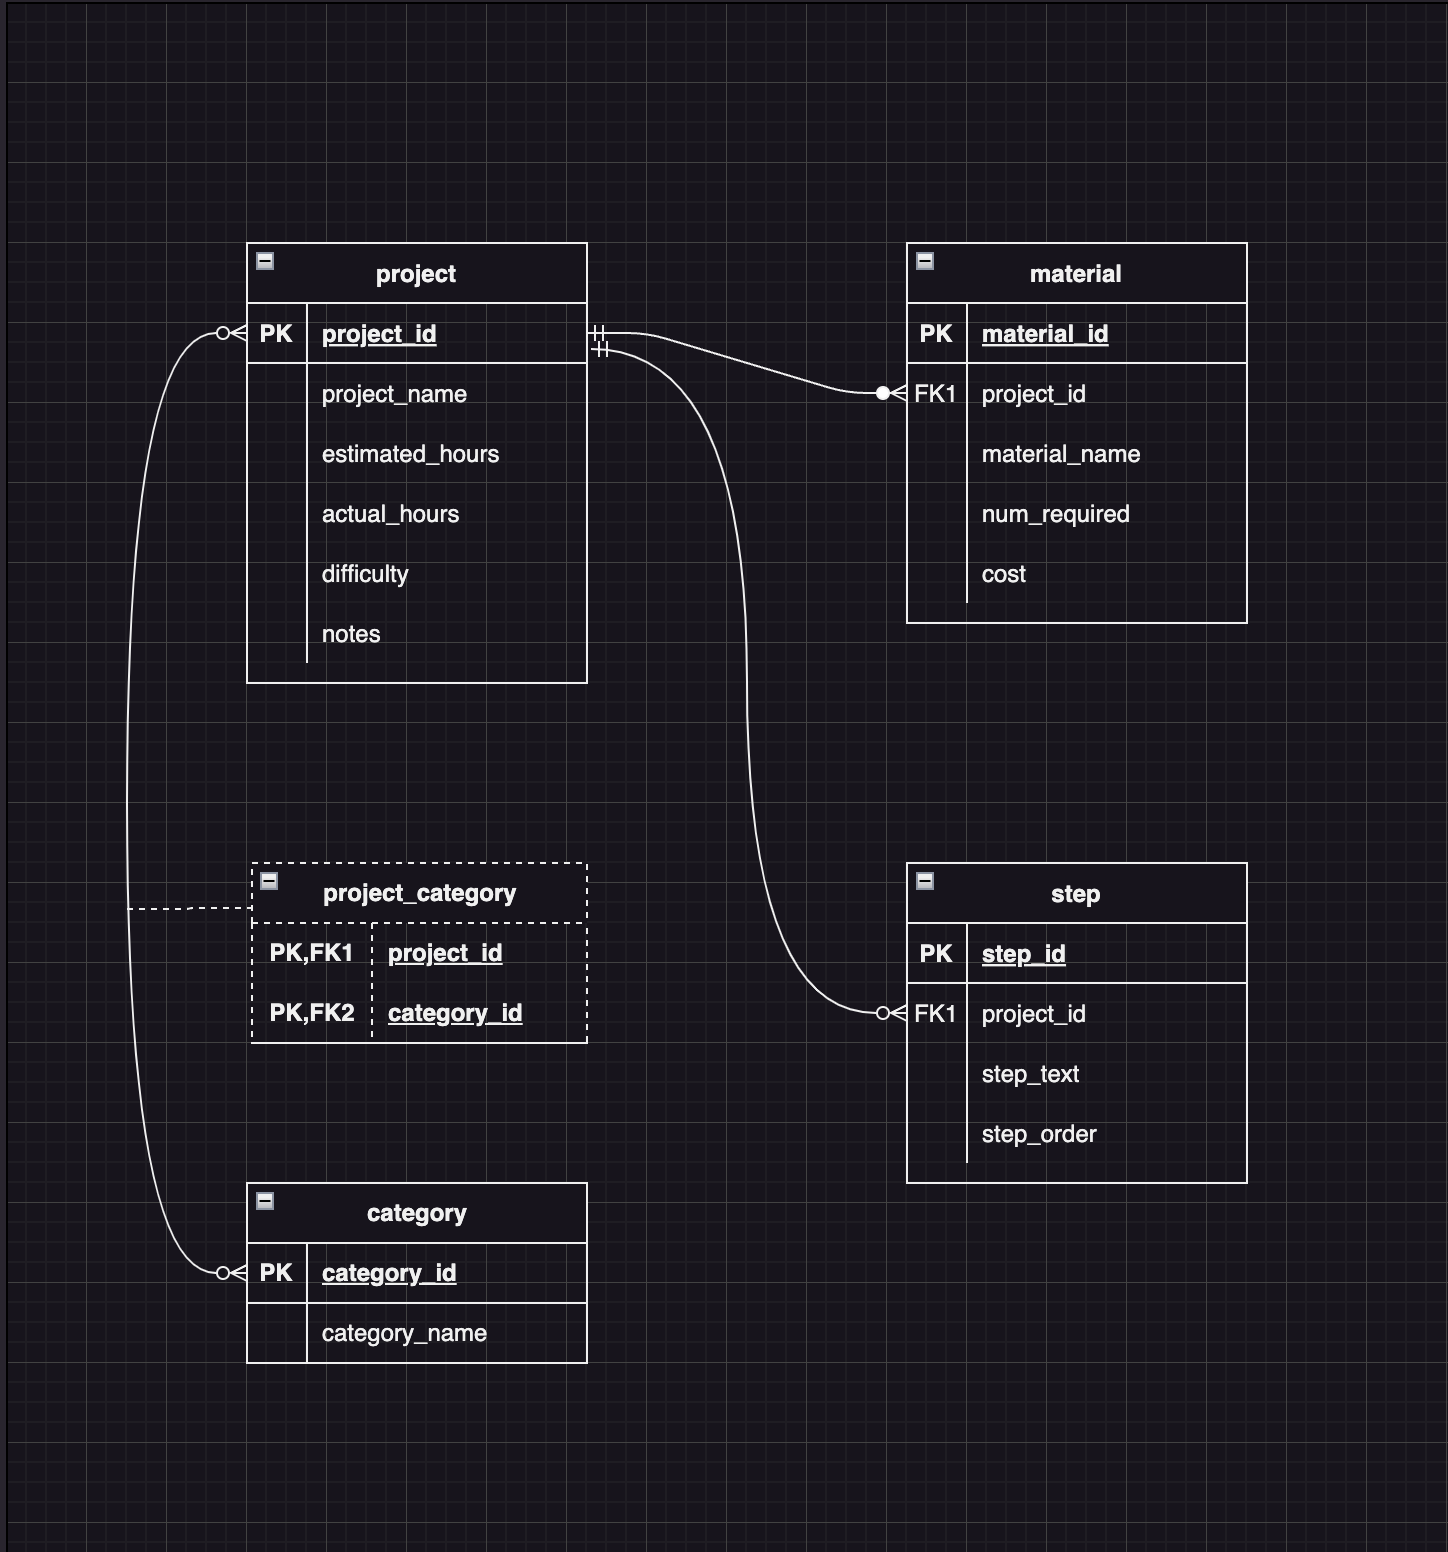 project
PK project_id
project_name
estimated_hours
actual_hours
difficulty
notes
material
PK material_id
FK1 project_id
material_name
num_required
cost
project_category
PK,FK1 project_id
PK,FK2 category_id
step
PK step_id
FK1 project_id
step_text
step_order
category
PK category_id
category_name